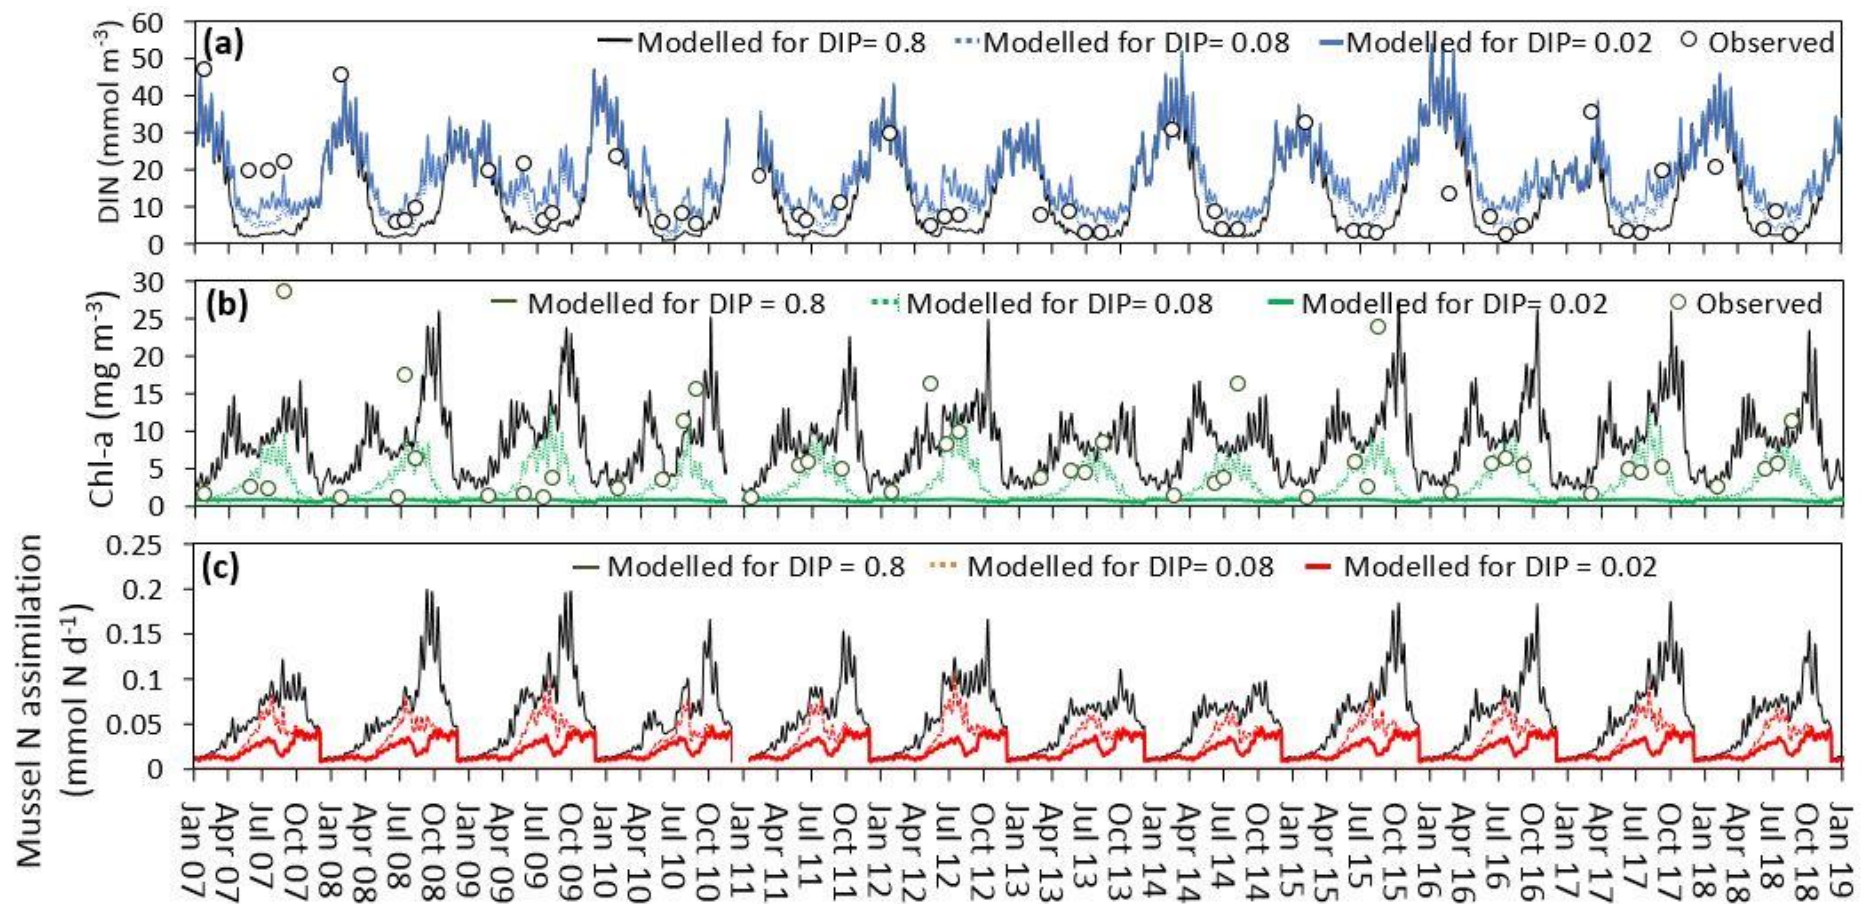 (a)
Modelled for DIP= 0.8 Modelled for DIP= 0.08 Modelled for DIP= 0.02 Observed
DIN (mmol m⁻³)
60
50
40
30
20
10
0
(b)
Modelled for DIP = 0.8 Modelled for DIP= 0.08 Modelled for DIP= 0.02 Observed
Chl-a (mg m⁻³)
30
25
20
15
10
5
0
(c)
Modelled for DIP = 0.8 Modelled for DIP= 0.08 Modelled for DIP = 0.02
Mussel N assimilation
(mmol N d⁻¹)
0.25
0.2
0.15
0.1
0.05
0
Jan 07
Apr 07
Jul 07
Oct 07
Jan 08
Apr 08
Jul 08
Oct 08
Jan 09
Apr 09
Jul 09
Oct 09
Jan 10
Apr 10
Jul 10
Oct 10
Jan 11
Apr 11
Jul 11
Oct 11
Jan 12
Apr 12
Jul 12
Oct 12
Jan 13
Apr 13
Jul 13
Oct 13
Jan 14
Apr 14
Jul 14
Oct 14
Jan 15
Apr 15
Jul 15
Oct 15
Jan 16
Apr 16
Jul 16
Oct 16
Jan 17
Apr 17
Jul 17
Oct 17
Jan 18
Apr 18
Jul 18
Oct 18
Jan 19